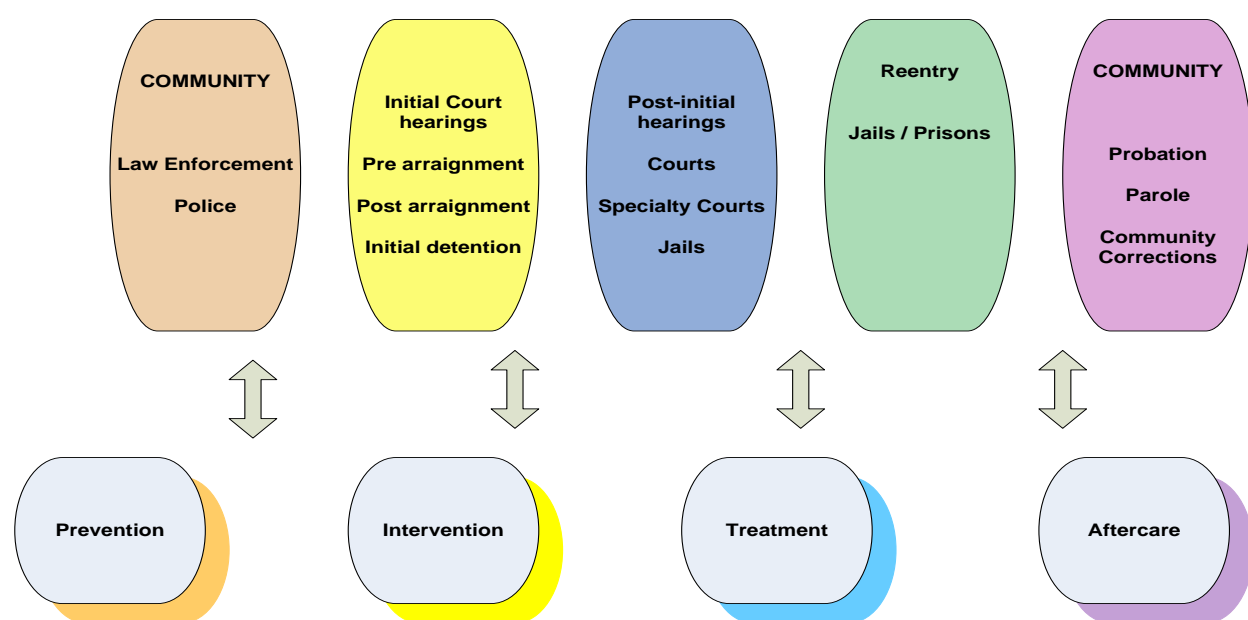 COMMUNITY
Law Enforcement
Police
Initial Court
hearings
Pre arraignment
Post arraignment
Initial detention
Post-initial
hearings
Courts
Specialty Courts
Jails
Reentry
Jails / Prisons
COMMUNITY
Probation
Parole
Community
Corrections
Prevention
Intervention
Treatment
Aftercare